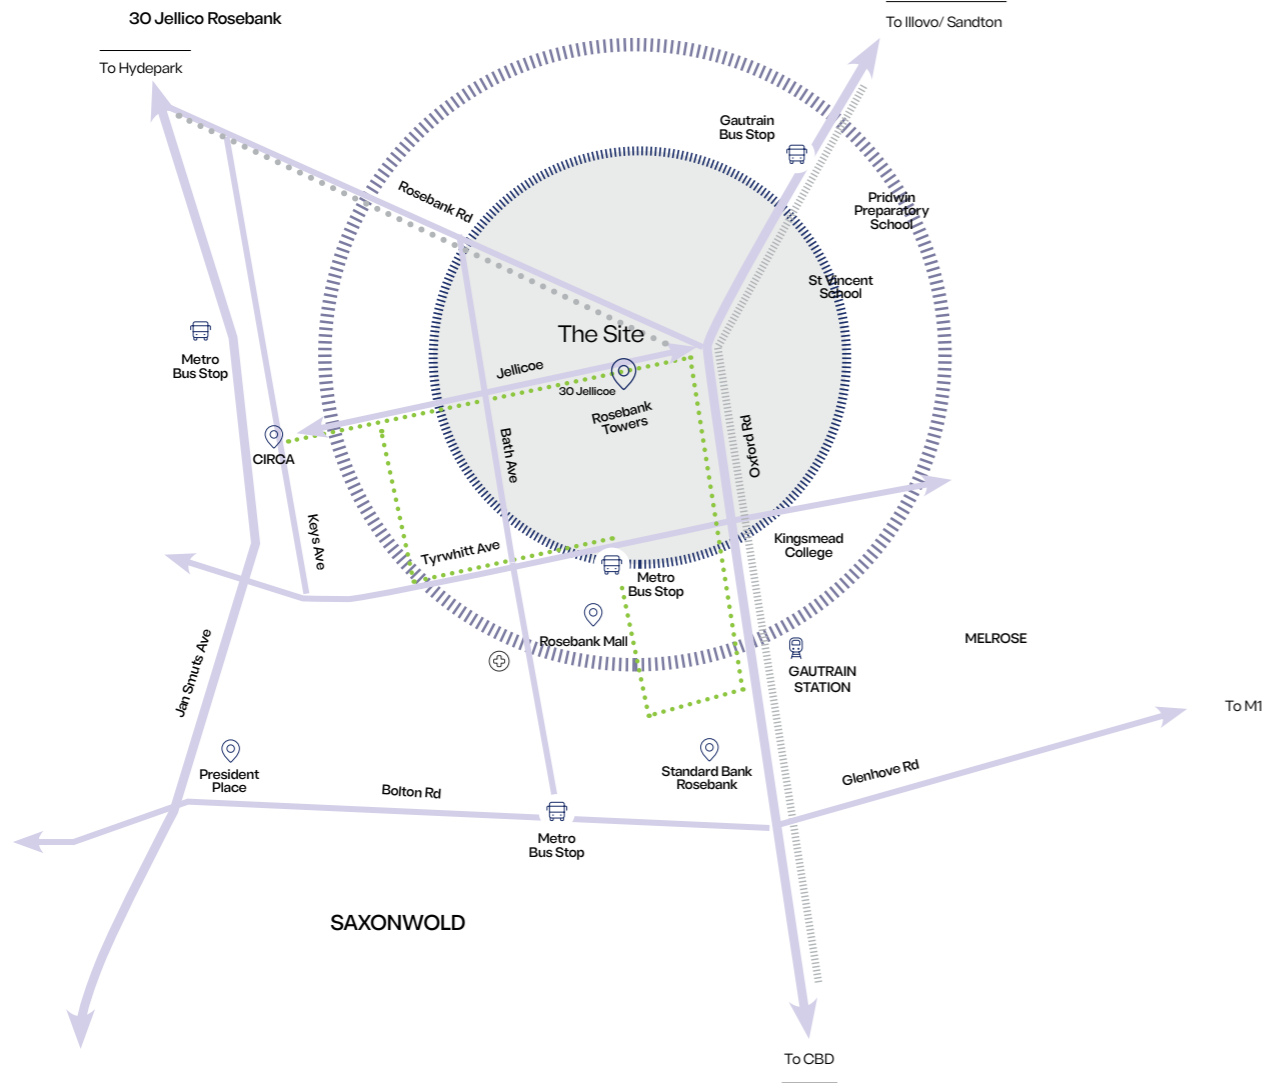 30 Jellico Rosebank
To Illovo/ Sandton
To Hydepark
Gautrain
Bus Stop
Rosebank Rd
Pridwin
Preparatory
School
St Vincent
School
The Site
Metro
Bus Stop
Jellicoe
30 Jellicoe
Rosebank
Towers
CIRCA
Bath Ave
Oxford Rd
Keys Ave
Tyrwhitt Ave
Kingsmead
College
Metro
Bus Stop
Rosebank Mall
MELROSE
GAUTRAIN
STATION
Jan Smuts Ave
To M1
President
Place
Standard Bank
Rosebank
Glenhove Rd
Bolton Rd
Metro
Bus Stop
SAXONWOLD
To CBD